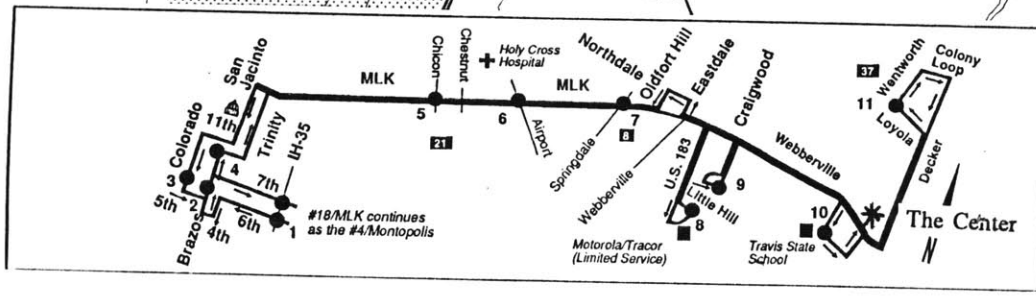 San
Jacinto
11th
Colorado
3
5th
2
4
Trinity
IH-35
7th
6th
4th
1
Brazos
#18/MLK continues
as the #4/Montopolis
MLK
Chicon
Chestnut
5
21
Holy Cross
Hospital
6
Airport
MLK
Northdale
Oldfort Hill
Eastdale
Craigwood
7
8
Springdale
Webberville
U.S. 183
9
Little Hill
8
Motorola/Tracor
(Limited Service)
Webberville
10
Travis State
School
37
Wentworth
Colony
Loop
11
Loyola
Decker
The Center
N